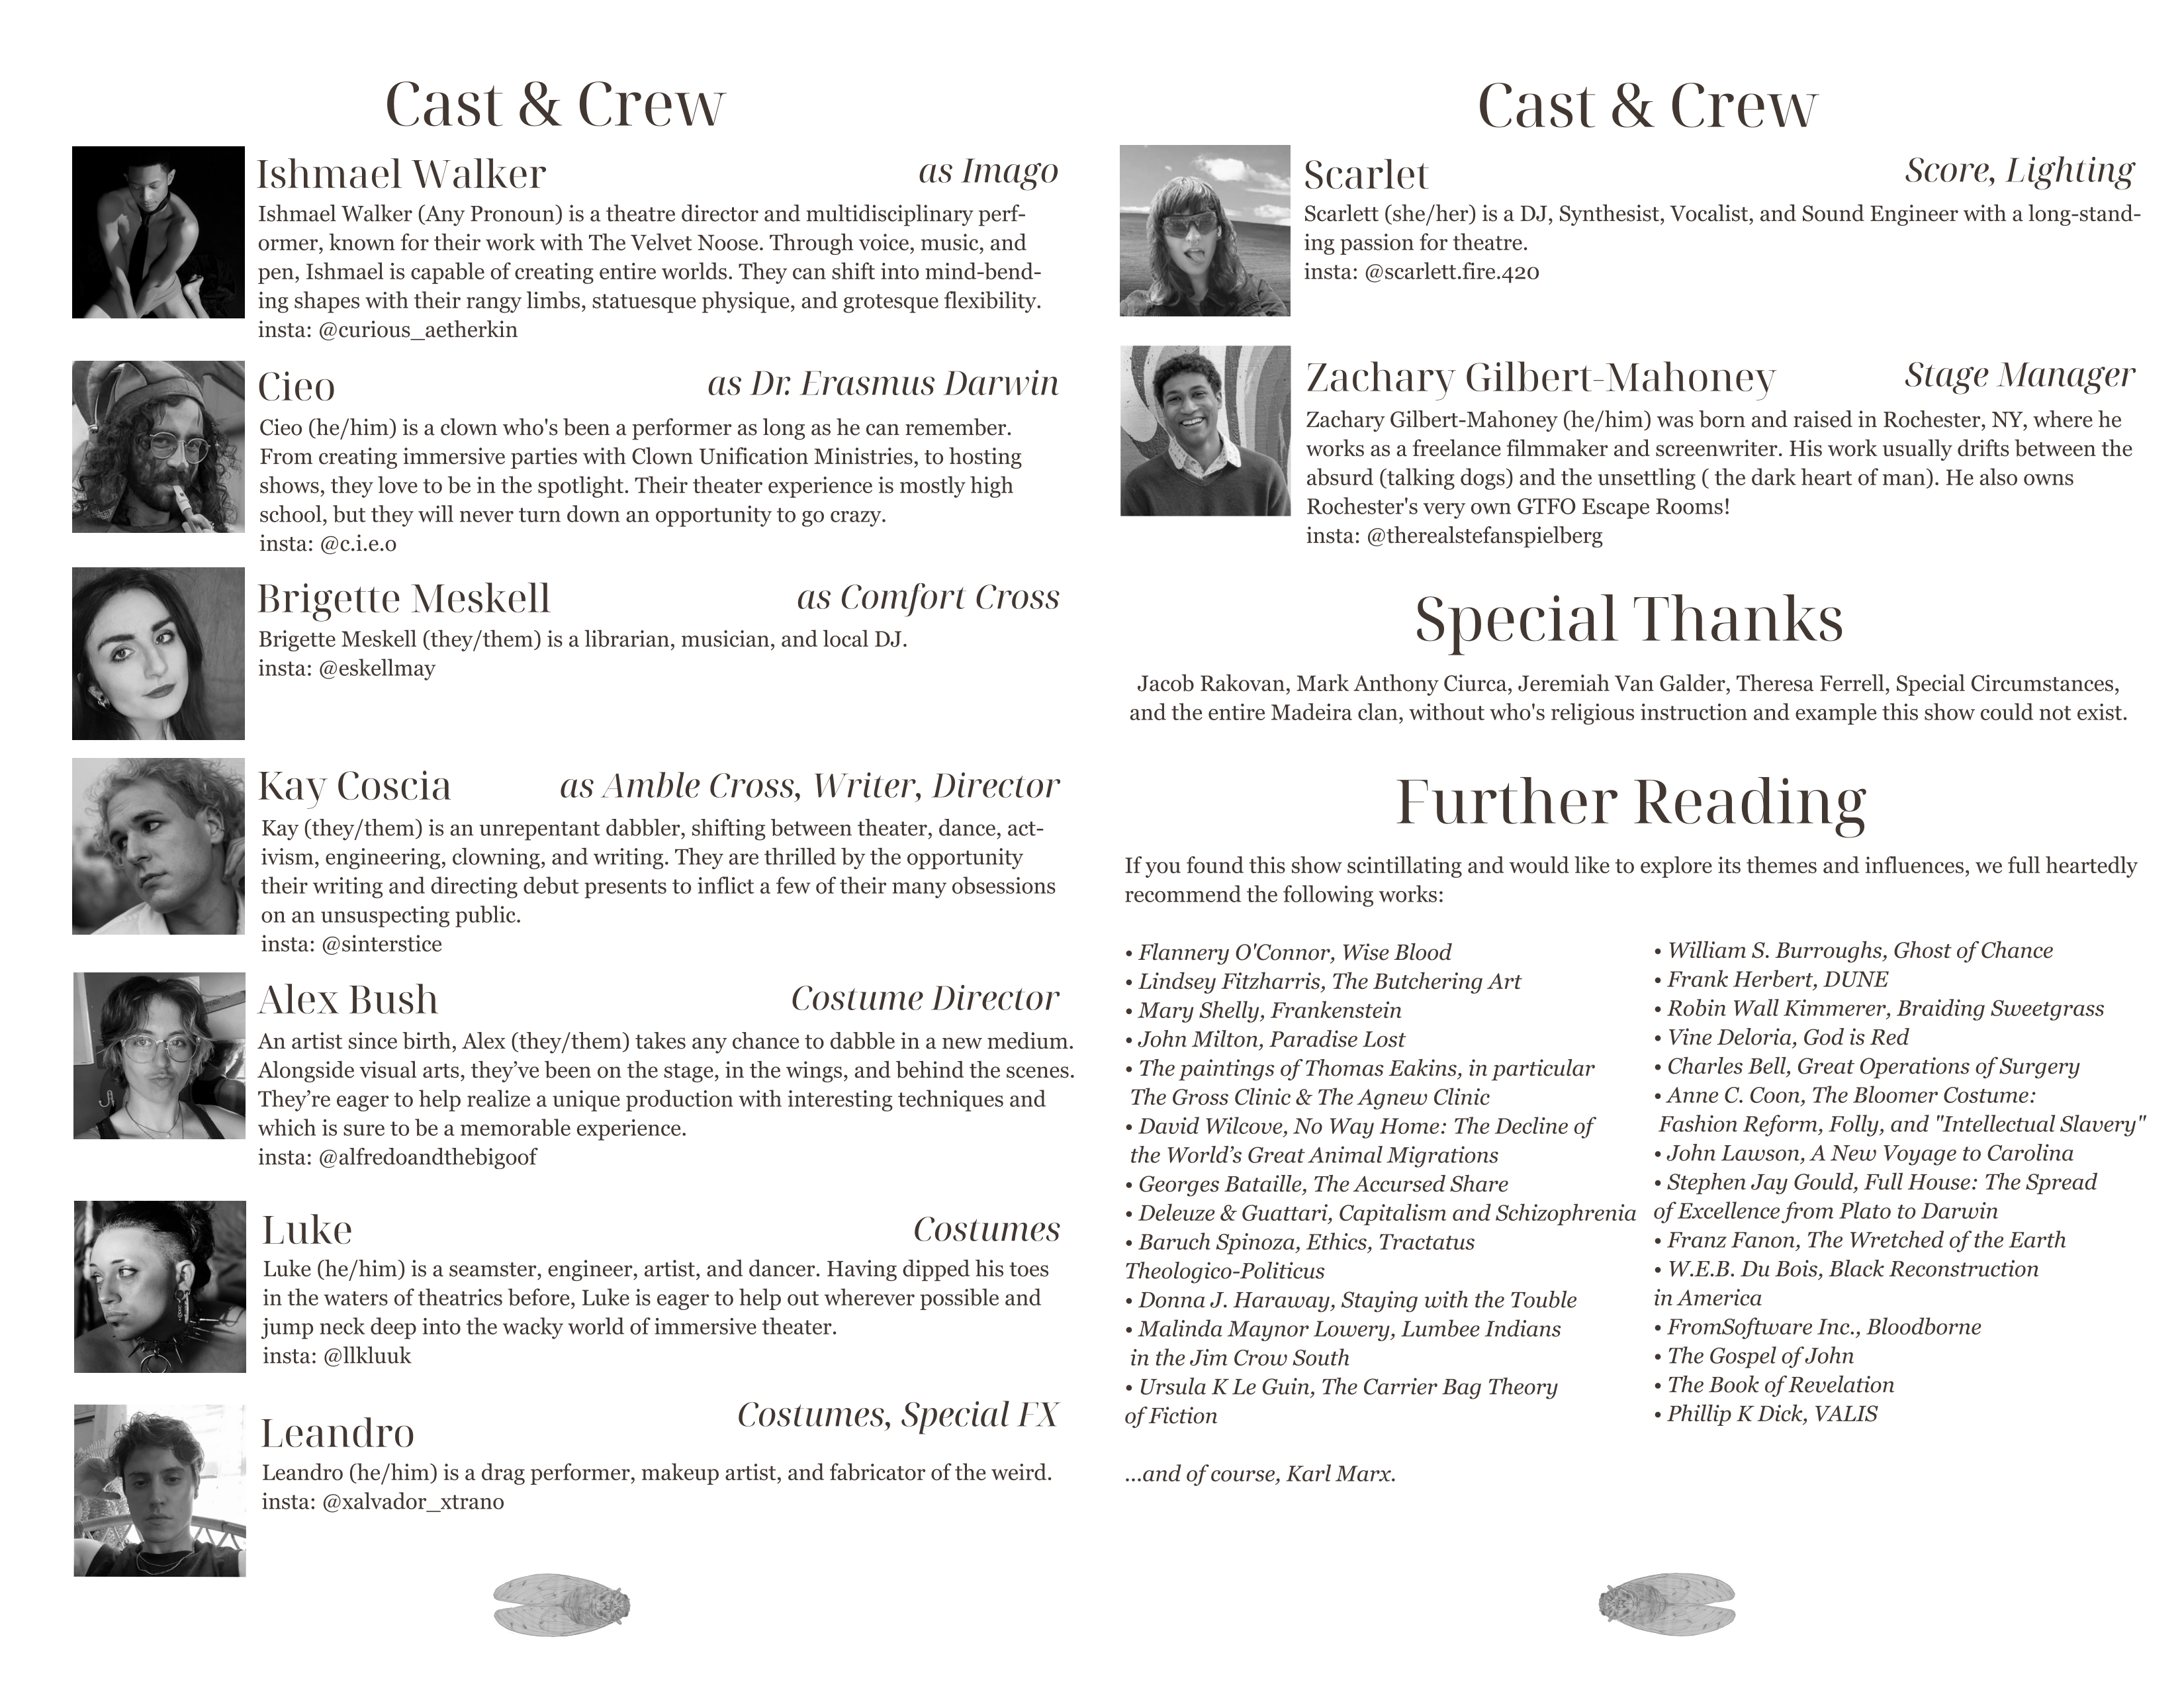 Cast & Crew
Ishmael Walker
as Imago
Ishmael Walker (Any Pronoun) is a theatre director and multidisciplinary perf-
ormer, known for their work with The Velvet Noose. Through voice, music, and
pen, Ishmael is capable of creating entire worlds. They can shift into mind-bend-
ing shapes with their rangy limbs, statuesque physique, and grotesque flexibility.
insta: @curious_aetherkin
Cieo
as Dr. Erasmus Darwin
Cieo (he/him) is a clown who's been a performer as long as he can remember.
From creating immersive parties with Clown Unification Ministries, to hosting
shows, they love to be in the spotlight. Their theater experience is mostly high
school, but they will never turn down an opportunity to go crazy.
insta: @c.i.e.o
Brigette Meskell
as Comfort Cross
Brigette Meskell (they/them) is a librarian, musician, and local DJ.
insta: @eskellmay
Kay Coscia
as Amble Cross, Writer, Director
Kay (they/them) is an unrepentant dabbler, shifting between theater, dance, act-
ivism, engineering, clowning, and writing. They are thrilled by the opportunity
their writing and directing debut presents to inflict a few of their many obsessions
on an unsuspecting public.
insta: @sinterstice
Alex Bush
Costume Director
An artist since birth, Alex (they/them) takes any chance to dabble in a new medium.
Alongside visual arts, they’ve been on the stage, in the wings, and behind the scenes.
They’re eager to help realize a unique production with interesting techniques and
which is sure to be a memorable experience.
insta: @alfredoandthebigoof
Luke
Costumes
Luke (he/him) is a seamster, engineer, artist, and dancer. Having dipped his toes
in the waters of theatrics before, Luke is eager to help out wherever possible and
jump neck deep into the wacky world of immersive theater.
insta: @llkluuk
Leandro
Costumes, Special FX
Leandro (he/him) is a drag performer, makeup artist, and fabricator of the weird.
insta: @xalvador_xtrano
Cast & Crew
Scarlet
Score, Lighting
Scarlett (she/her) is a DJ, Synthesist, Vocalist, and Sound Engineer with a long-stand-
ing passion for theatre.
insta: @scarlett.fire.420
Zachary Gilbert-Mahoney
Stage Manager
Zachary Gilbert-Mahoney (he/him) was born and raised in Rochester, NY, where he
works as a freelance filmmaker and screenwriter. His work usually drifts between the
absurd (talking dogs) and the unsettling ( the dark heart of man). He also owns
Rochester's very own GTFO Escape Rooms!
insta: @therealstefanspielberg
Special Thanks
Jacob Rakovan, Mark Anthony Ciurca, Jeremiah Van Galder, Theresa Ferrell, Special Circumstances,
and the entire Madeira clan, without who's religious instruction and example this show could not exist.
Further Reading
If you found this show scintillating and would like to explore its themes and influences, we full heartedly
recommend the following works:
• Flannery O'Connor, Wise Blood
• Lindsey Fitzharris, The Butchering Art
• Mary Shelly, Frankenstein
• John Milton, Paradise Lost
• The paintings of Thomas Eakins, in particular
The Gross Clinic & The Agnew Clinic
• David Wilcove, No Way Home: The Decline of
the World’s Great Animal Migrations
• Georges Bataille, The Accursed Share
• Deleuze & Guattari, Capitalism and Schizophrenia
• Baruch Spinoza, Ethics, Tractatus
Theologico-Politicus
• Donna J. Haraway, Staying with the Touble
• Malinda Maynor Lowery, Lumbee Indians
in the Jim Crow South
• Ursula K Le Guin, The Carrier Bag Theory
of Fiction
...and of course, Karl Marx.
• William S. Burroughs, Ghost of Chance
• Frank Herbert, DUNE
• Robin Wall Kimmerer, Braiding Sweetgrass
• Vine Deloria, God is Red
• Charles Bell, Great Operations of Surgery
• Anne C. Coon, The Bloomer Costume:
Fashion Reform, Folly, and "Intellectual Slavery"
• John Lawson, A New Voyage to Carolina
• Stephen Jay Gould, Full House: The Spread
of Excellence from Plato to Darwin
• Franz Fanon, The Wretched of the Earth
• W.E.B. Du Bois, Black Reconstruction
in America
• FromSoftware Inc., Bloodborne
• The Gospel of John
• The Book of Revelation
• Phillip K Dick, VALIS